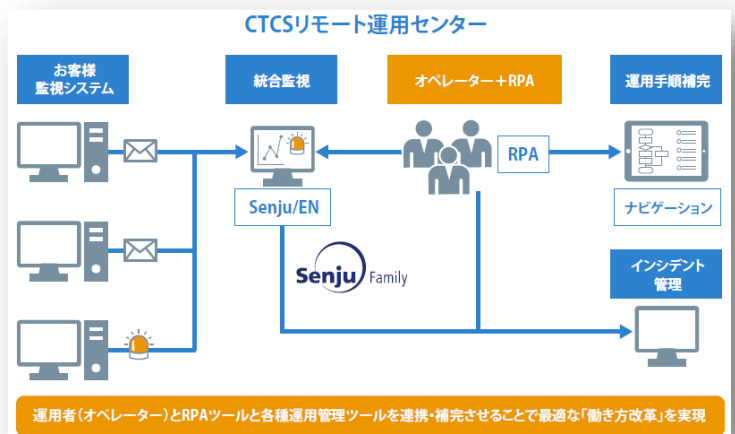 CTCSリモート運用センター
お客様
監視システム
統合監視
オペレーター+RPA
運用手順補完
RPA
Senju/EN
ナビゲーション
Senju Family
インシデント
管理
運用者(オペレーター)とRPAツールと各種運用管理ツールを連携・補完させることで最適な「働き方改革」を実現